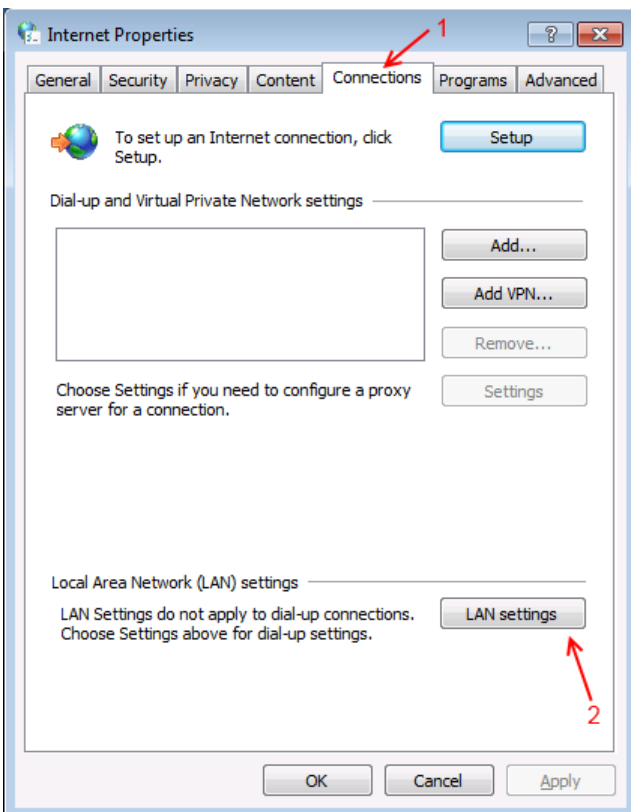 Internet Properties
1
General Security Privacy Content Connections Programs Advanced
To set up an Internet connection, click
Setup.
Setup
Dial-up and Virtual Private Network settings
Add...
Add VPN...
Remove...
Choose Settings if you need to configure a proxy
server for a connection.
Settings
Local Area Network (LAN) settings
LAN Settings do not apply to dial-up connections.
Choose Settings above for dial-up settings.
LAN settings
2
OK Cancel Apply